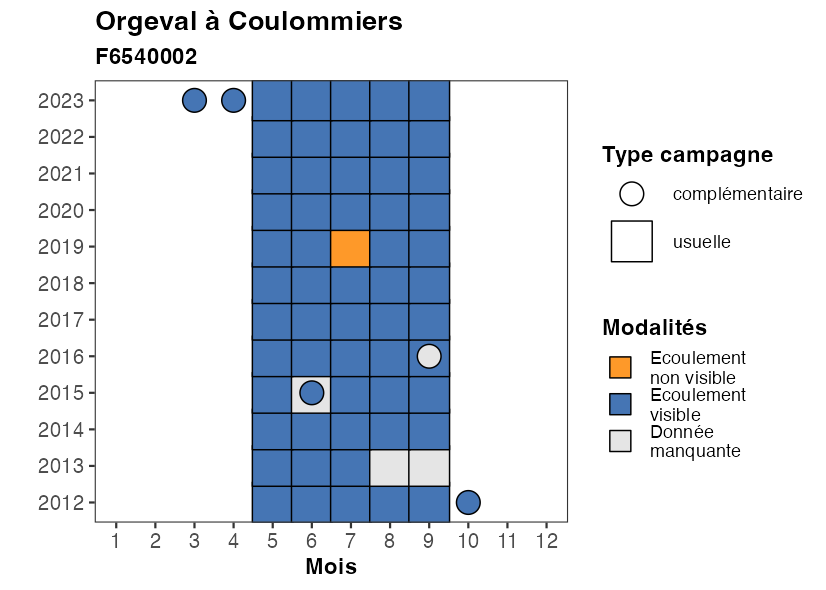 Orgeval à Coulommiers
F6540002
2023
2022
2021
2020
2019
2018
2017
2016
2015
2014
2013
2012
1 2 3 4 5 6 7 8 9 10 11 12
Mois
Type campagne
complémentaire
usuelle
Modalités
Ecoulement
non visible
Ecoulement
visible
Donnée
manquante